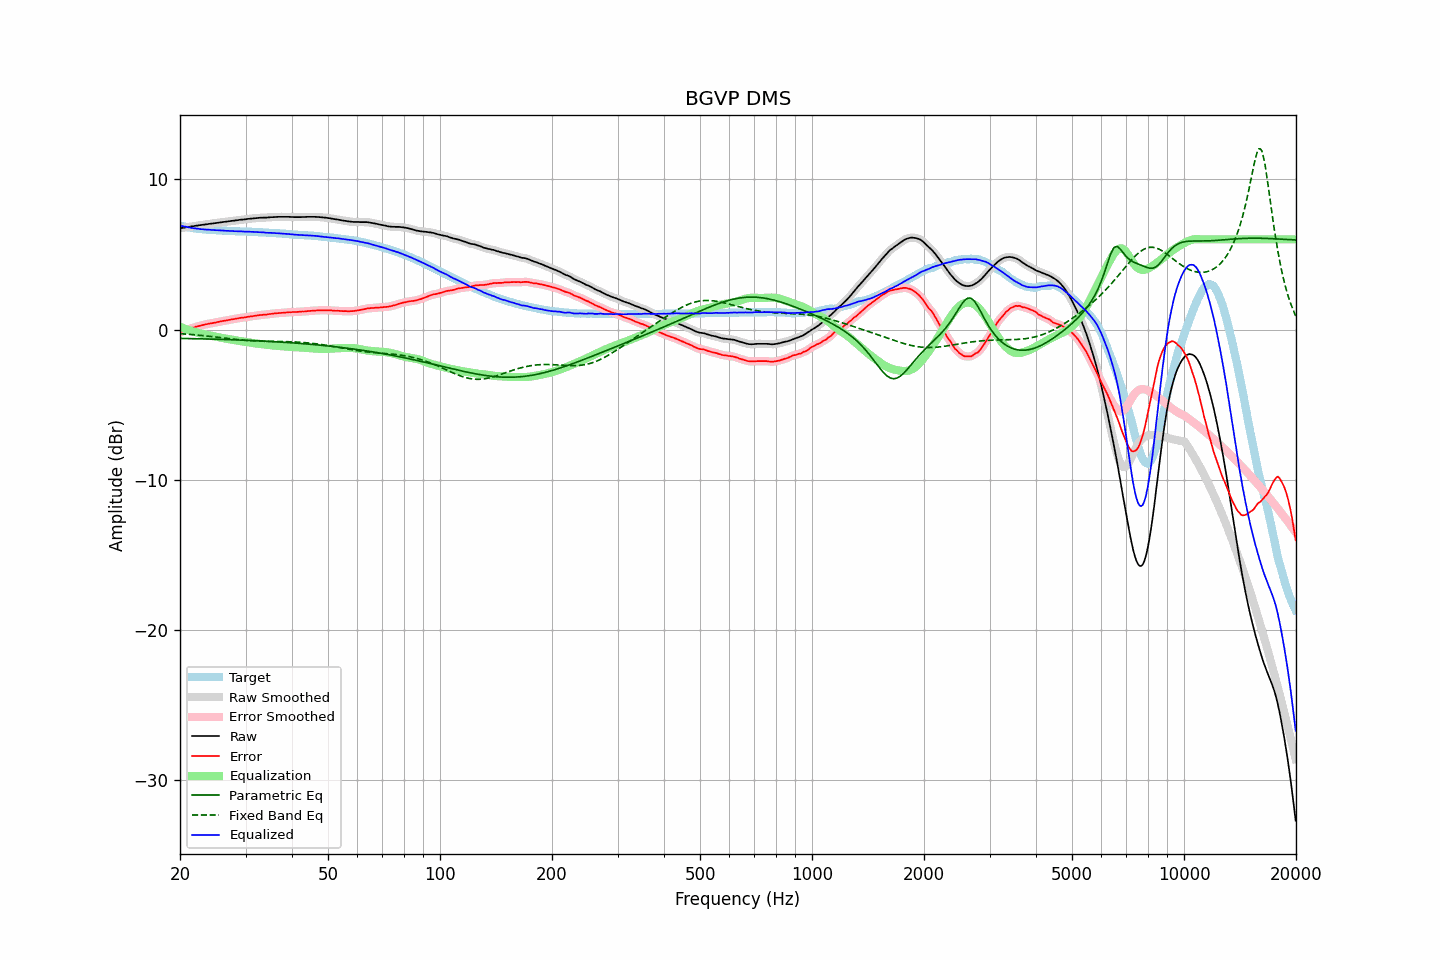 BGVP DMS
Amplitude (dBr)
10
0
−10
−20
−30
Target
Raw Smoothed
Error Smoothed
Raw
Error
Equalization
Parametric Eq
Fixed Band Eq
Equalized
20 50 100 200 500 1000 2000 5000 10000 20000
Frequency (Hz)